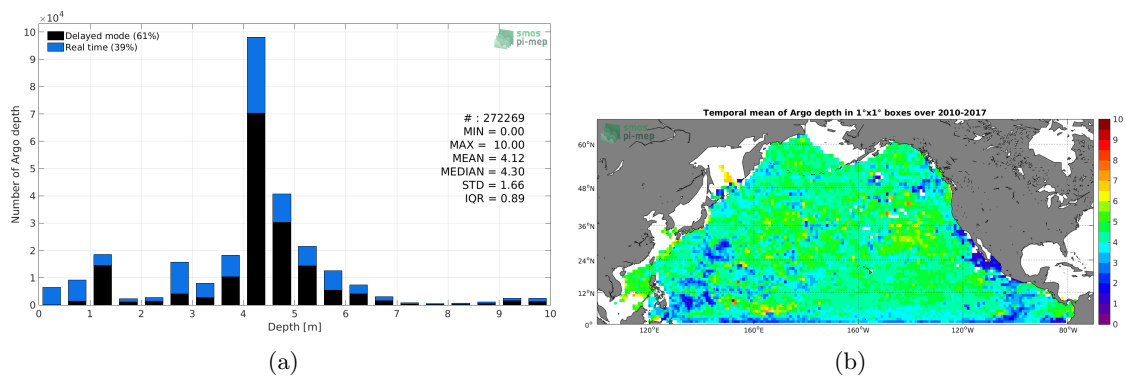 ×10⁴
10
9
8
7
6
5
4
3
2
1
0
Number of Argo depth
Delayed mode (61%)
Real time (39%)
smos
pi-mep
# : 272269
MIN = 0.00
MAX = 10.00
MEAN = 4.12
MEDIAN = 4.30
STD = 1.66
IQR = 0.89
0 1 2 3 4 5 6 7 8 9 10
Depth [m]
(a)
Temporal mean of Argo depth in 1°x1° boxes over 2010-2017
smos
pi-mep
60°N
48°N
36°N
24°N
12°N
0°
120°E 160°E 160°W 120°W 80°W
10
9
8
7
6
5
4
3
2
1
0
(b)